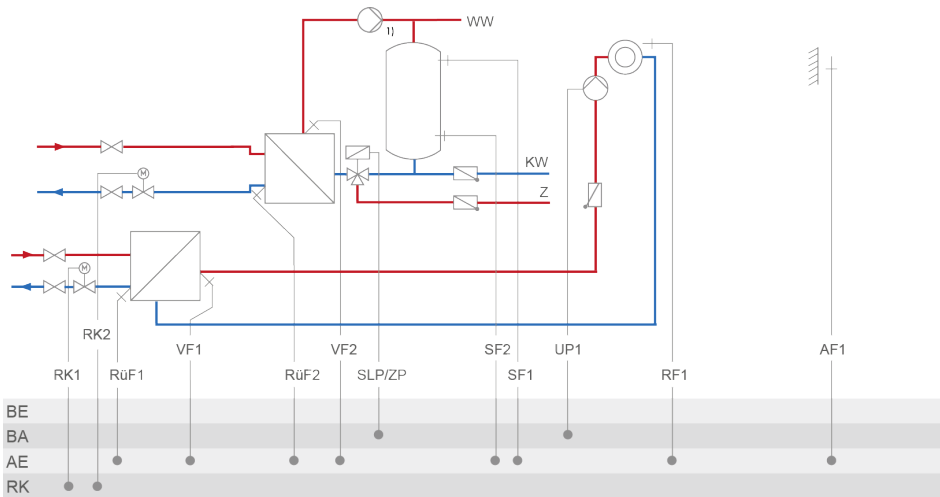 1)
WW
M
KW
Z
M
RK2
VF1
VF2
SF2
UP1
AF1
RK1
RüF1
RüF2
SLP/ZP
SF1
RF1
BE
BA
AE
RK